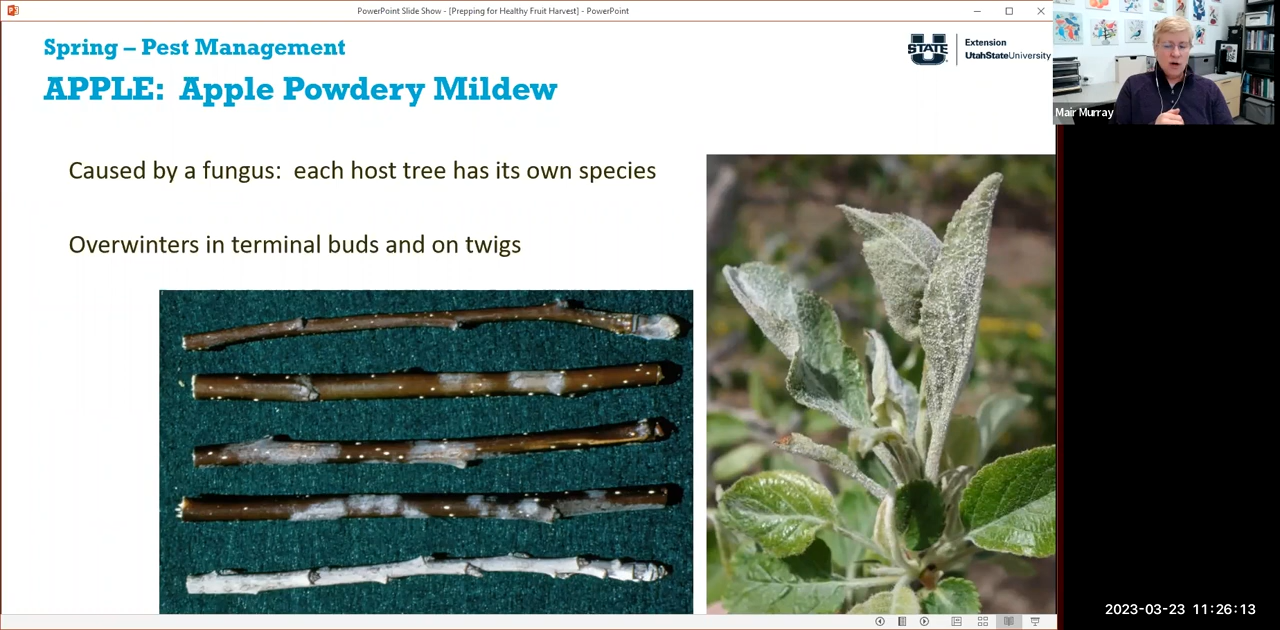 PowerPoint Slide Show - [Prepping for Healthy Fruit Harvest] - PowerPoint
Spring – Pest Management
APPLE:  Apple Powdery Mildew
U STATE
Extension
UtahStateUniversity
Mair Murray
Caused by a fungus:  each host tree has its own species
Overwinters in terminal buds and on twigs
2023-03-23 11:26:13